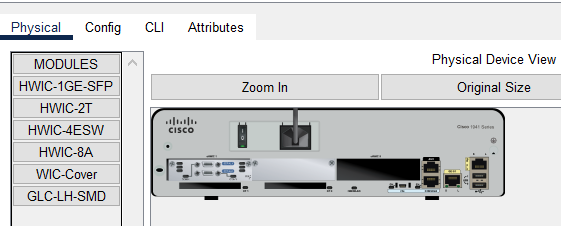 Physical Config CLI Attributes
MODULES
HWIC-1GE-SFP
HWIC-2T
HWIC-4ESW
HWIC-8A
WIC-Cover
GLC-LH-SMD
Physical Device View
Zoom In Original Size
CISCO
Cisco 1941 Series